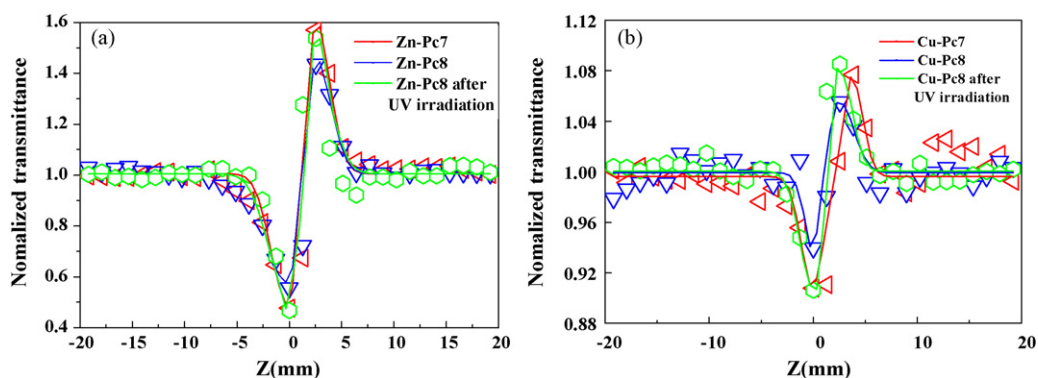 (a)
Zn-Pc7
Zn-Pc8
Zn-Pc8 after
UV irradiation
Nonmalized transmittance
1.6
1.4
1.2
1.0
0.8
0.6
0.4
-20 -15 -10 -5 0 5 10 15 20
Z(mm)
(b)
Cu-Pc7
Cu-Pc8
Cu-Pc8 after
UV irradiation
Nonmalized transmittance
1.12
1.08
1.04
1.00
0.96
0.92
0.88
-20 -10 0 10 20
Z(mm)